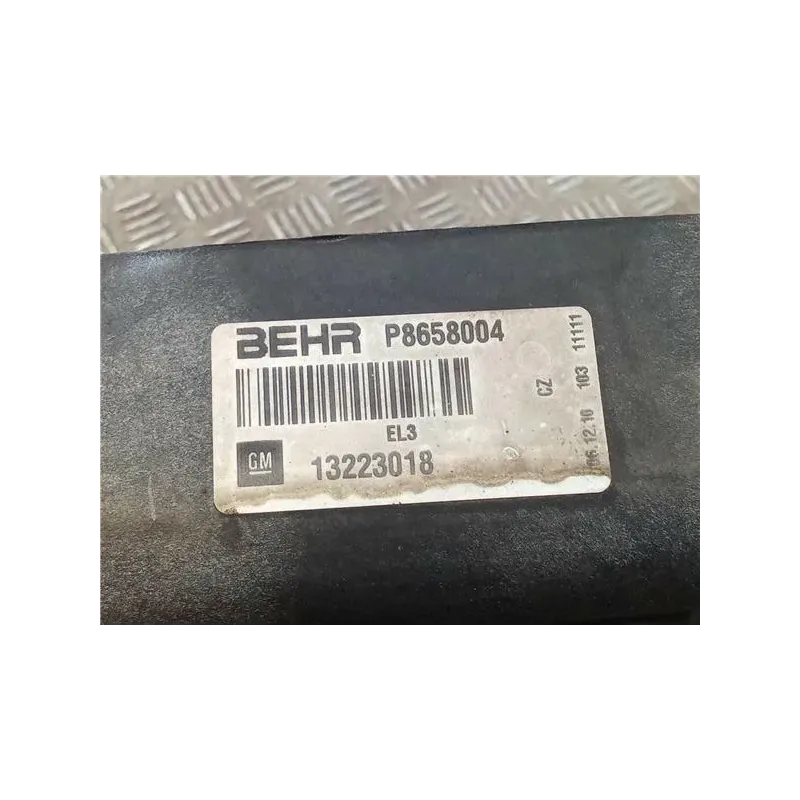 BEHR P8658004
EL3
GM 13223018
CZ
06.12.10 103 11111